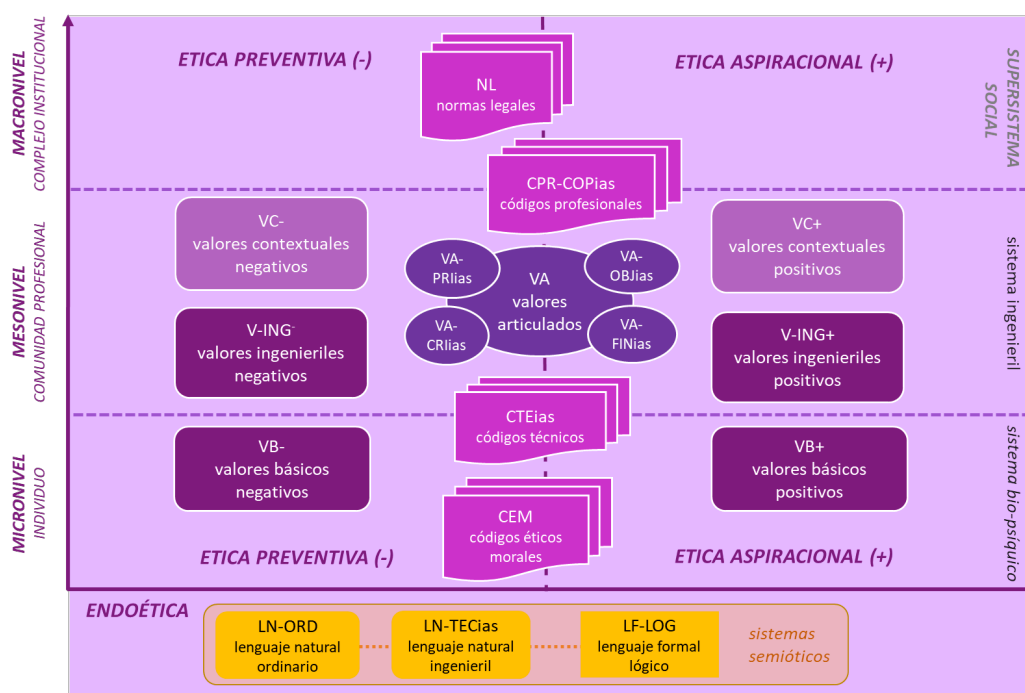 MACRONIVEL
COMPLEJO INSTITUCIONAL
ETICA PREVENTIVA (-)
NL
normas legales
ETICA ASPIRACIONAL (+)
SUPERSISTEMA
SOCIAL
CPR-COPias
códigos profesionales
MESONIVEL
COMUNIDAD PROFESIONAL
VC-
valores contextuales
negativos
VA-
PRIias
VA-
OBJias
VA
valores
articulados
VA-
CRIias
VA-
FINias
VC+
valores contextuales
positivos
sistema ingenieril
V-ING-
valores ingenieriles
negativos
V-ING+
valores ingenieriles
positivos
CTEias
códigos técnicos
MICRONIVEL
INDIVIDUO
VB-
valores básicos
negativos
VB+
valores básicos
positivos
sistema bio-psíquico
CEM
códigos éticos
morales
ETICA PREVENTIVA (-)
ETICA ASPIRACIONAL (+)
ENDOÉTICA
LN-ORD
lenguaje natural
ordinario
LN-TECias
lenguaje natural
ingenieril
LF-LOG
lenguaje formal
lógico
sistemas
semióticos